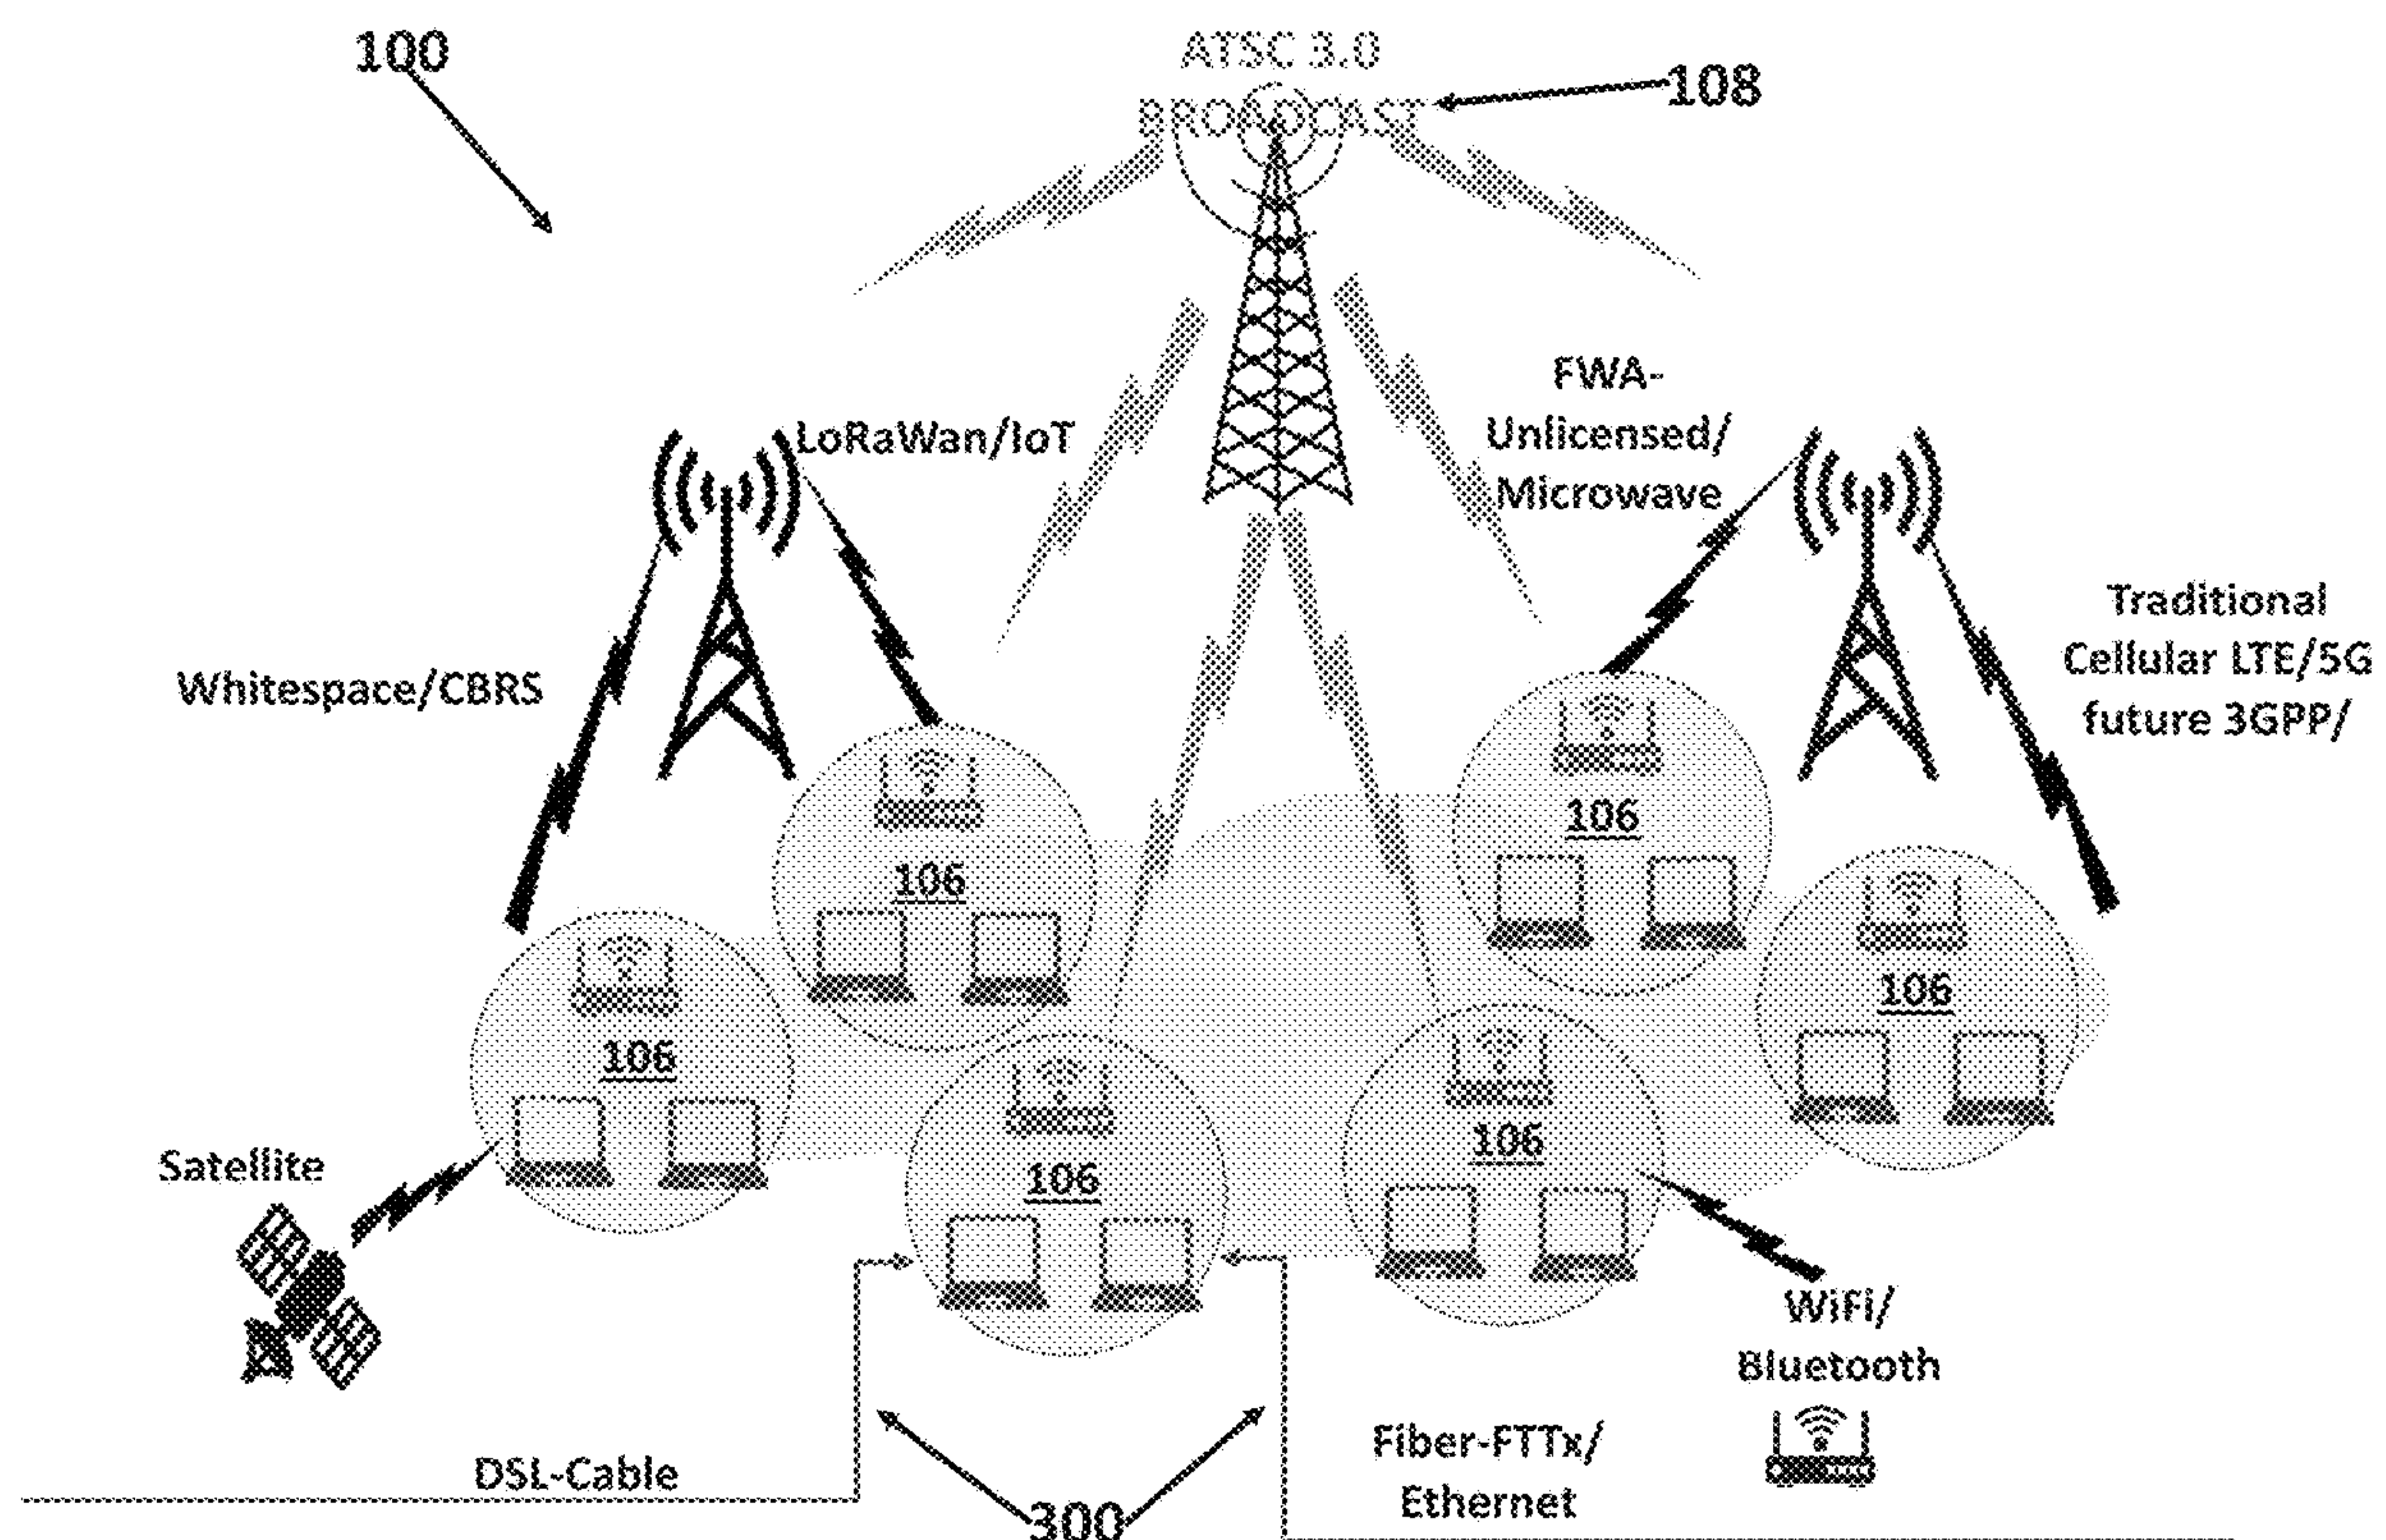 100
ATSC 3.0
BROADCAST
108
FWA-
Unlicensed/
Microwave
LoRaWan/IoT
Traditional
Cellular LTE/5G
future 3GPP/
Whitespace/CBRS
106
106
106
106
106
106
Satellite
WiFi/
Bluetooth
DSL-Cable
Fiber-FTTx/
Ethernet
300